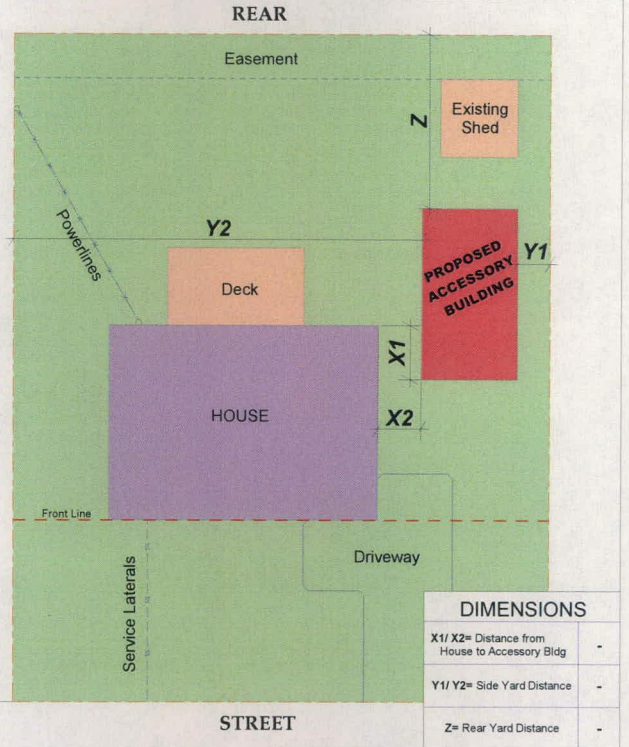 REAR
Easement
Existing
Shed
Z
Powerlines
Y2
PROPOSED
ACCESSORY
BUILDING
Y1
Deck
X1
HOUSE
X2
Front Line
Driveway
Service Laterals
DIMENSIONS
X1/ X2= Distance from
House to Accessory Bldg
-
Y1/ Y2= Side Yard Distance
-
Z= Rear Yard Distance
-
STREET